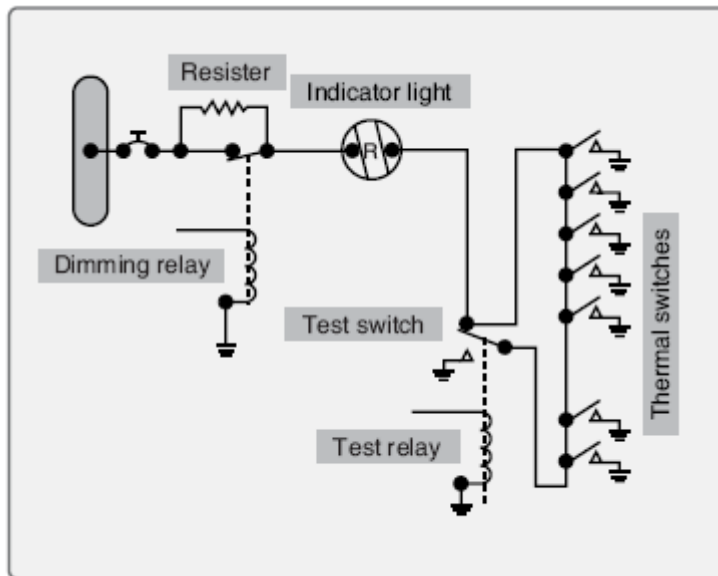 Resister
Indicator light
R
Dimming relay
Test switch
Thermal switches
Test relay